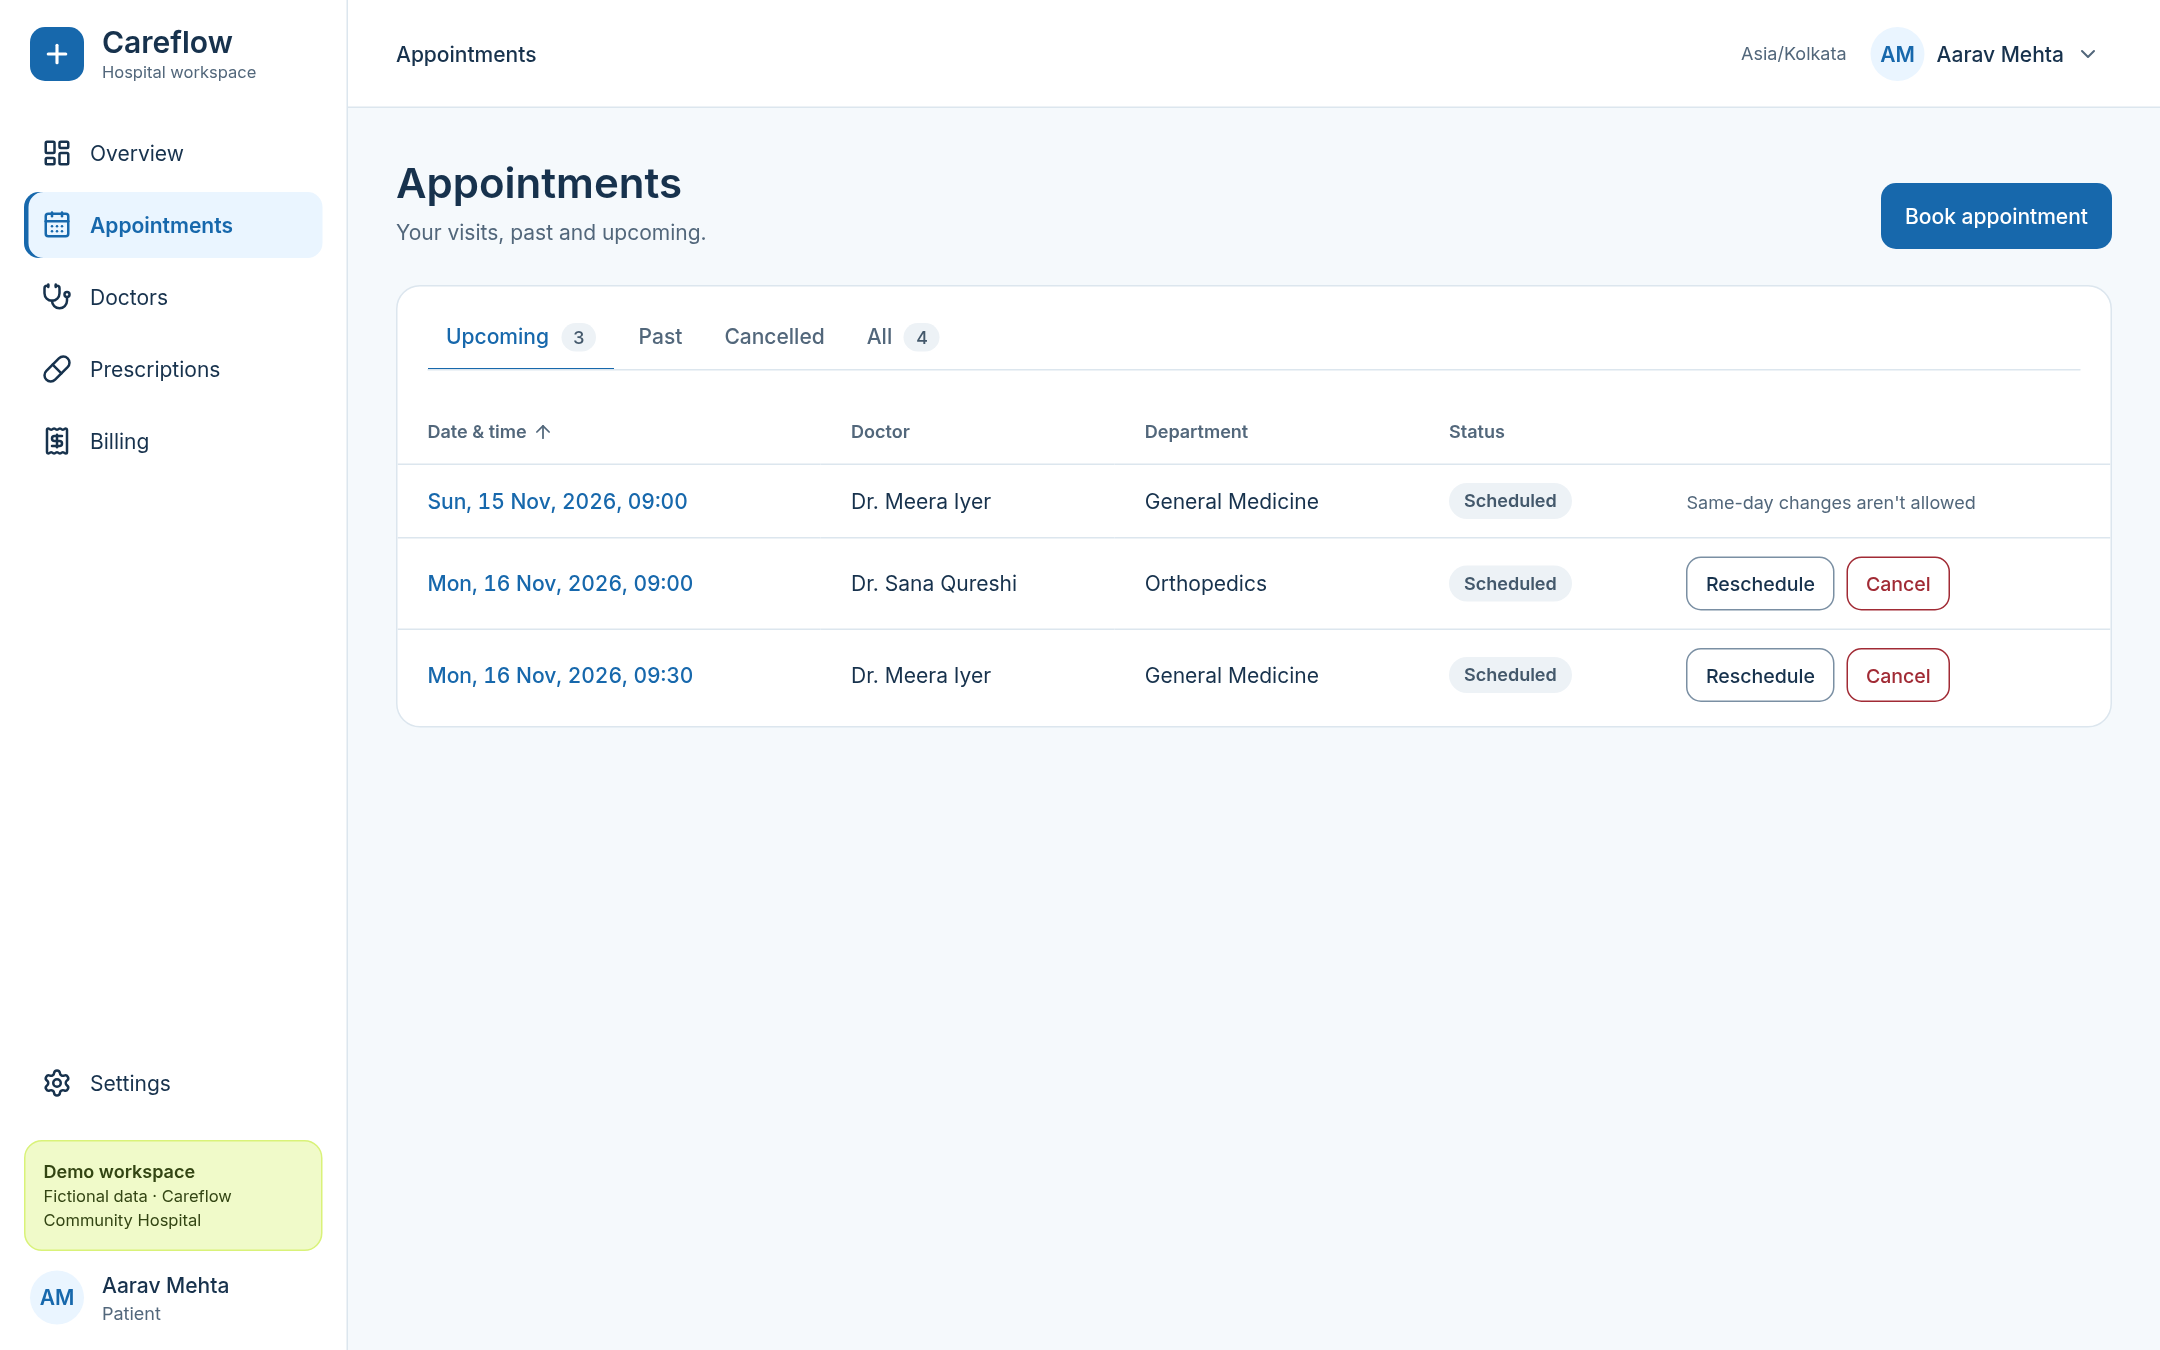 Careflow
Hospital workspace
Overview
Appointments
Doctors
Prescriptions
Billing
Settings
Demo workspace
Fictional data · Careflow
Community Hospital
AM
Aarav Mehta
Patient
Appointments
Asia/Kolkata
AM
Aarav Mehta
Appointments
Your visits, past and upcoming.
Book appointment
Upcoming 3 Past Cancelled All 4
Date & time Doctor Department Status
Sun, 15 Nov, 2026, 09:00 Dr. Meera Iyer General Medicine Scheduled Same-day changes aren't allowed
Mon, 16 Nov, 2026, 09:00 Dr. Sana Qureshi Orthopedics Scheduled Reschedule Cancel
Mon, 16 Nov, 2026, 09:30 Dr. Meera Iyer General Medicine Scheduled Reschedule Cancel